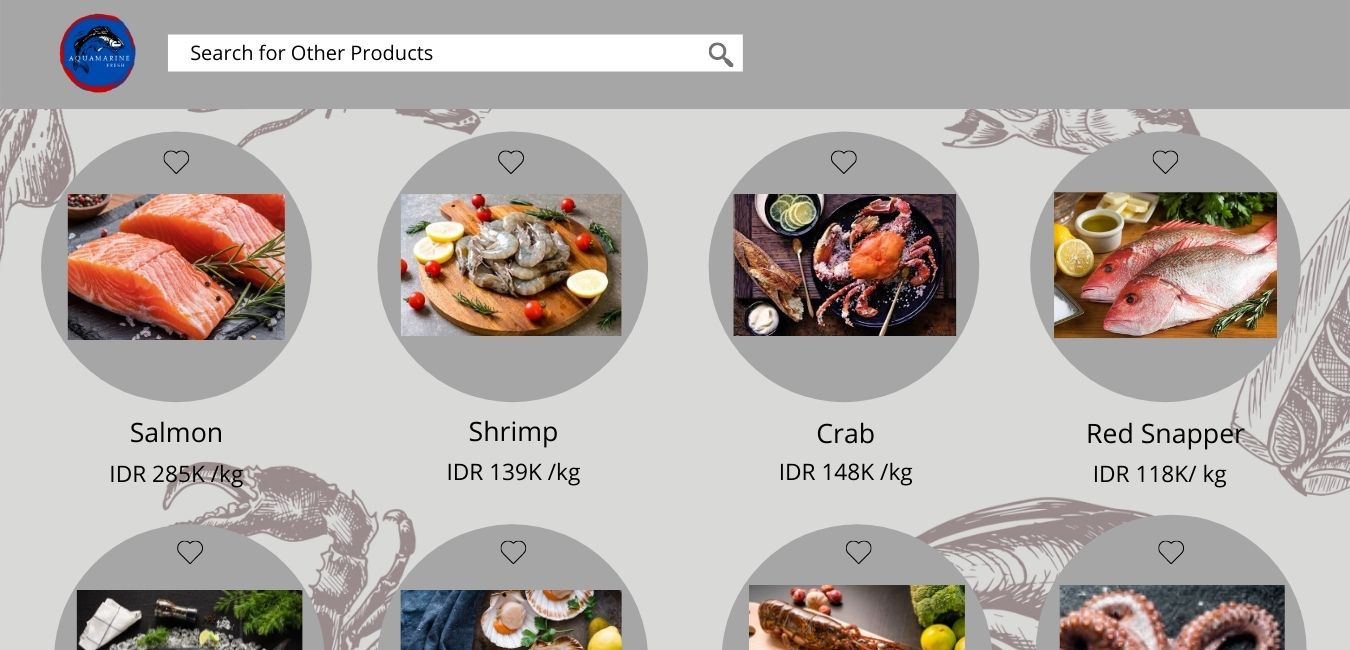 Search for Other Products
AQUAMARINE
FRESH
Salmon
Shrimp
Crab
Red Snapper
IDR 285K /kg
IDR 139K /kg
IDR 148K /kg
IDR 118K/ kg